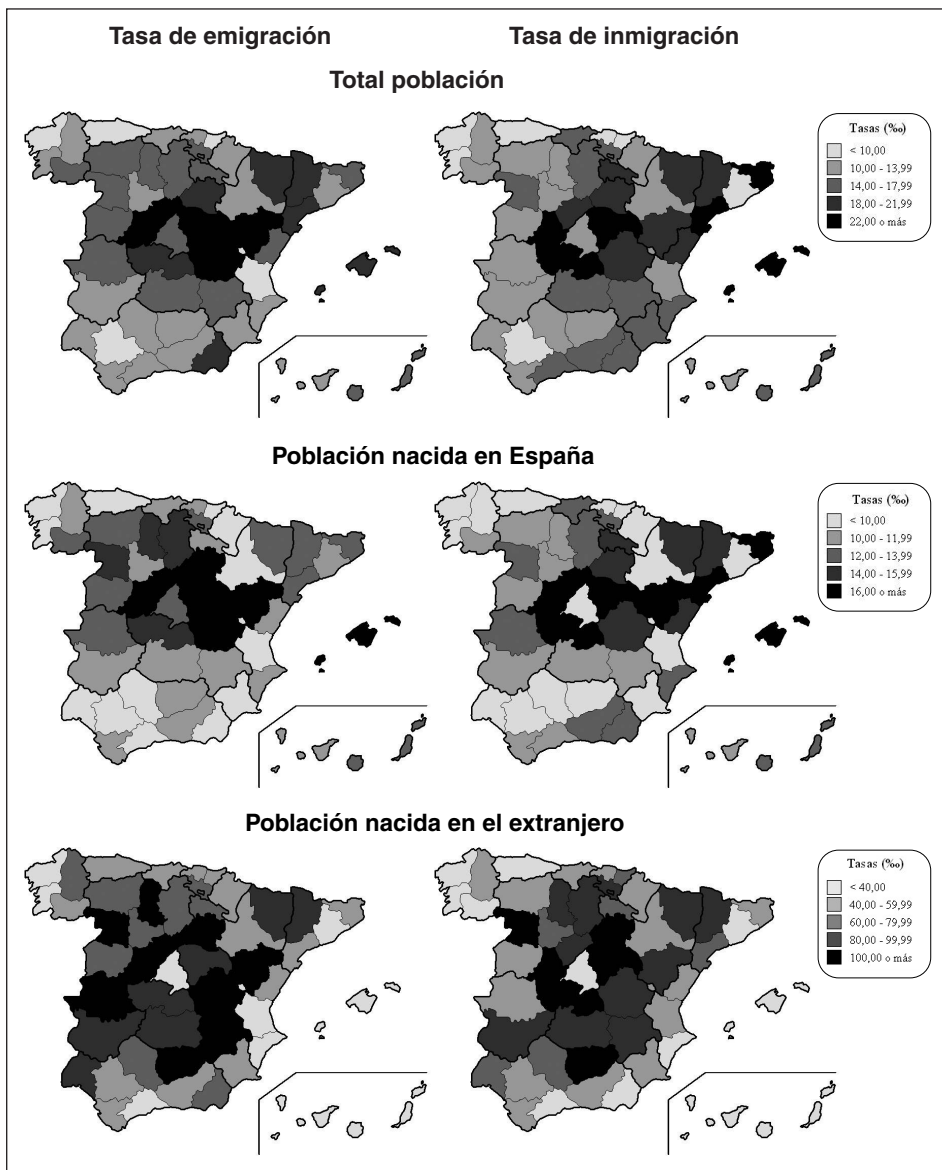 Tasa de emigración
Tasa de inmigración
Total población
Tasas (‰)
< 10,00
10,00 - 13,99
14,00 - 17,99
18,00 - 21,99
22,00 o más
Población nacida en España
Tasas (‰)
< 10,00
10,00 - 11,99
12,00 - 13,99
14,00 - 15,99
16,00 o más
Población nacida en el extranjero
Tasas (‰)
< 40,00
40,00 - 59,99
60,00 - 79,99
80,00 - 99,99
100,00 o más